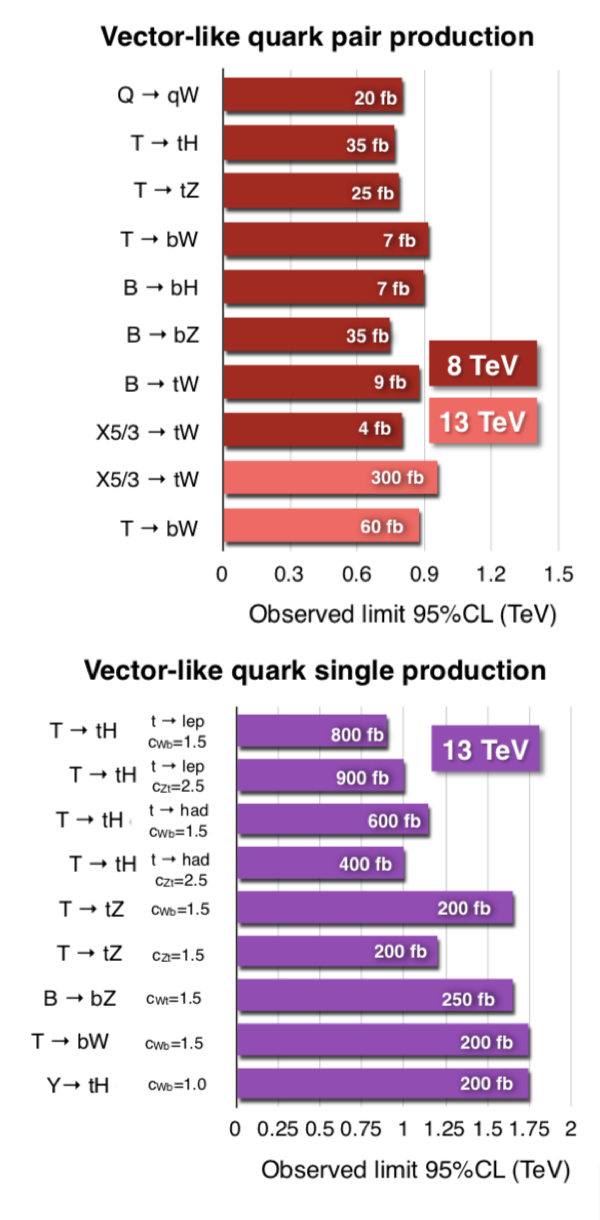 Vector-like quark pair production
Q → qW 20 fb
T → tH 35 fb
T → tZ 25 fb
T → bW 7 fb
B → bH 7 fb
B → bZ 35 fb
B → tW 9 fb
X5/3 → tW 4 fb
X5/3 → tW 300 fb
T → bW 60 fb
8 TeV
13 TeV
0 0.3 0.6 0.9 1.2 1.5
Observed limit 95%CL (TeV)
Vector-like quark single production
T → tH t → lep cWb=1.5 800 fb
T → tH t → lep cZt=2.5 900 fb
T → tH t → had cWb=1.5 600 fb
T → tH t → had cZt=2.5 400 fb
T → tZ cWb=1.5 200 fb
T → tZ cZt=1.5 200 fb
B → bZ cWt=1.5 250 fb
T → bW cWb=1.5 200 fb
Y→ tH cWb=1.0 200 fb
13 TeV
0 0.25 0.5 0.75 1 1.25 1.5 1.75 2
Observed limit 95%CL (TeV)